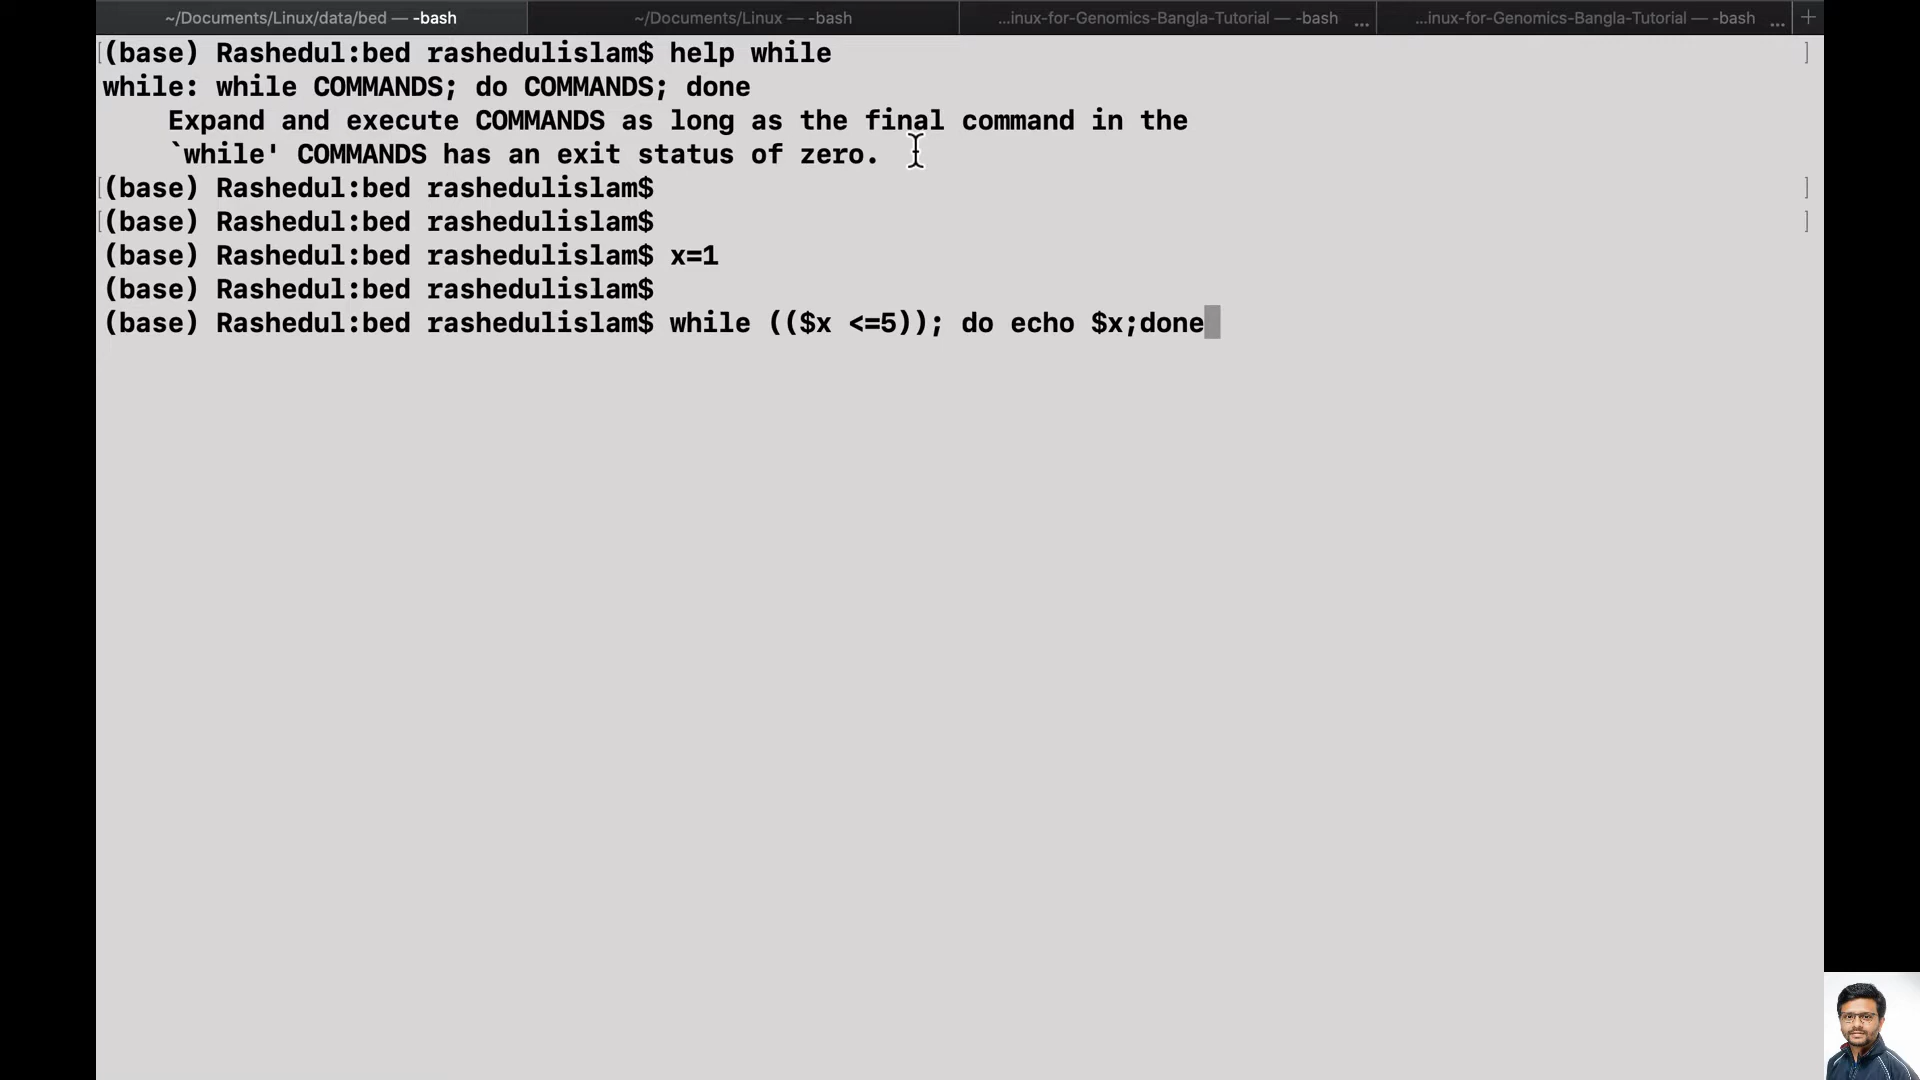 ~/Documents/Linux/data/bed — -bash
~/Documents/Linux — -bash
...inux-for-Genomics-Bangla-Tutorial — -bash ...
...inux-for-Genomics-Bangla-Tutorial — -bash ...
+
[(base) Rashedul:bed rashedulislam$ help while ]
while: while COMMANDS; do COMMANDS; done
    Expand and execute COMMANDS as long as the final command in the
    `while' COMMANDS has an exit status of zero.
[(base) Rashedul:bed rashedulislam$ ]
[(base) Rashedul:bed rashedulislam$ ]
(base) Rashedul:bed rashedulislam$ x=1
(base) Rashedul:bed rashedulislam$
(base) Rashedul:bed rashedulislam$ while (($x <=5)); do echo $x;done